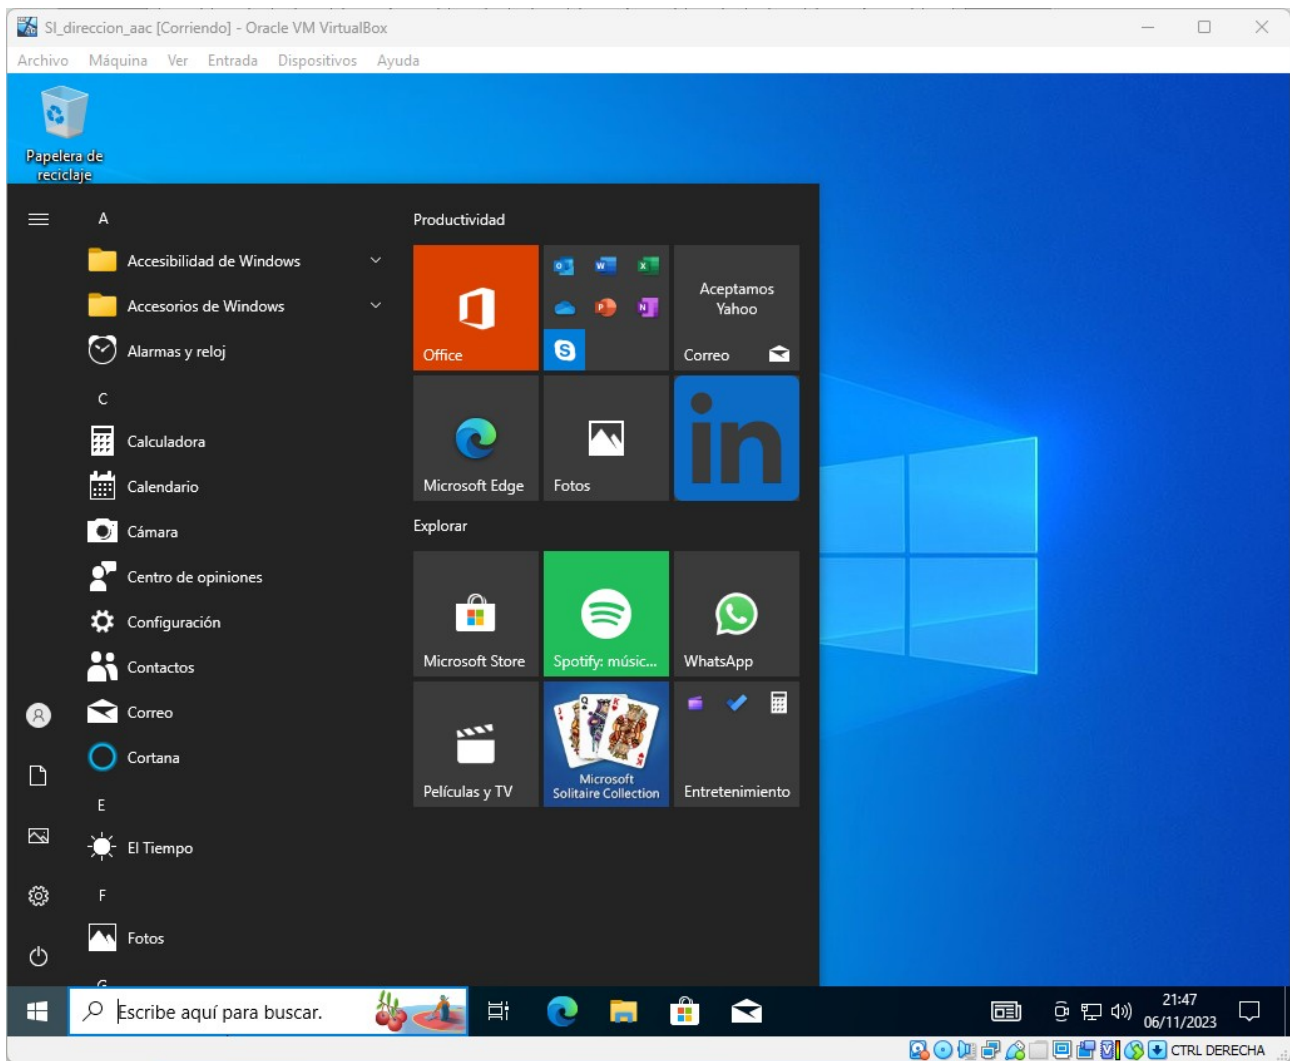 SI_direccion_aac [Corriendo] - Oracle VM VirtualBox
Archivo Máquina Ver Entrada Dispositivos Ayuda
Papelera de
reciclaje
A
Accesibilidad de Windows
Accesorios de Windows
Alarmas y reloj
C
Calculadora
Calendario
Cámara
Centro de opiniones
Configuración
Contactos
Correo
Cortana
E
El Tiempo
F
Fotos
Productividad
Office
Aceptamos
Yahoo
Correo
Microsoft Edge
Fotos
in
Explorar
Microsoft Store
Spotify: músic...
WhatsApp
Películas y TV
Microsoft
Solitaire Collection
Entretenimiento
Escribe aquí para buscar.
21:47
06/11/2023
CTRL DERECHA